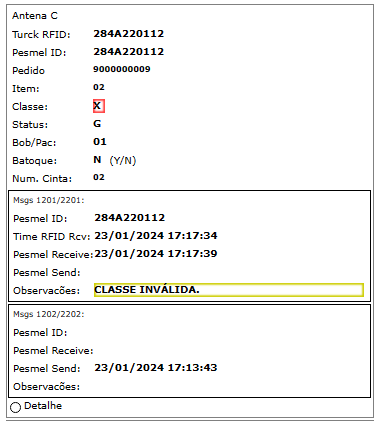 Antena C
Turck RFID: 284A220112
Pesmel ID: 284A220112
Pedido 9000000009
Item: 02
Classe: X
Status: G
Bob/Pac: 01
Batoque: N (Y/N)
Num. Cinta: 02
Msgs 1201/2201:
Pesmel ID: 284A220112
Time RFID Rcv: 23/01/2024 17:17:34
Pesmel Receive: 23/01/2024 17:17:39
Pesmel Send:
Observacões: CLASSE INVÁLIDA.
Msgs 1202/2202:
Pesmel ID:
Pesmel Receive:
Pesmel Send: 23/01/2024 17:13:43
Observacões:
Detalhe